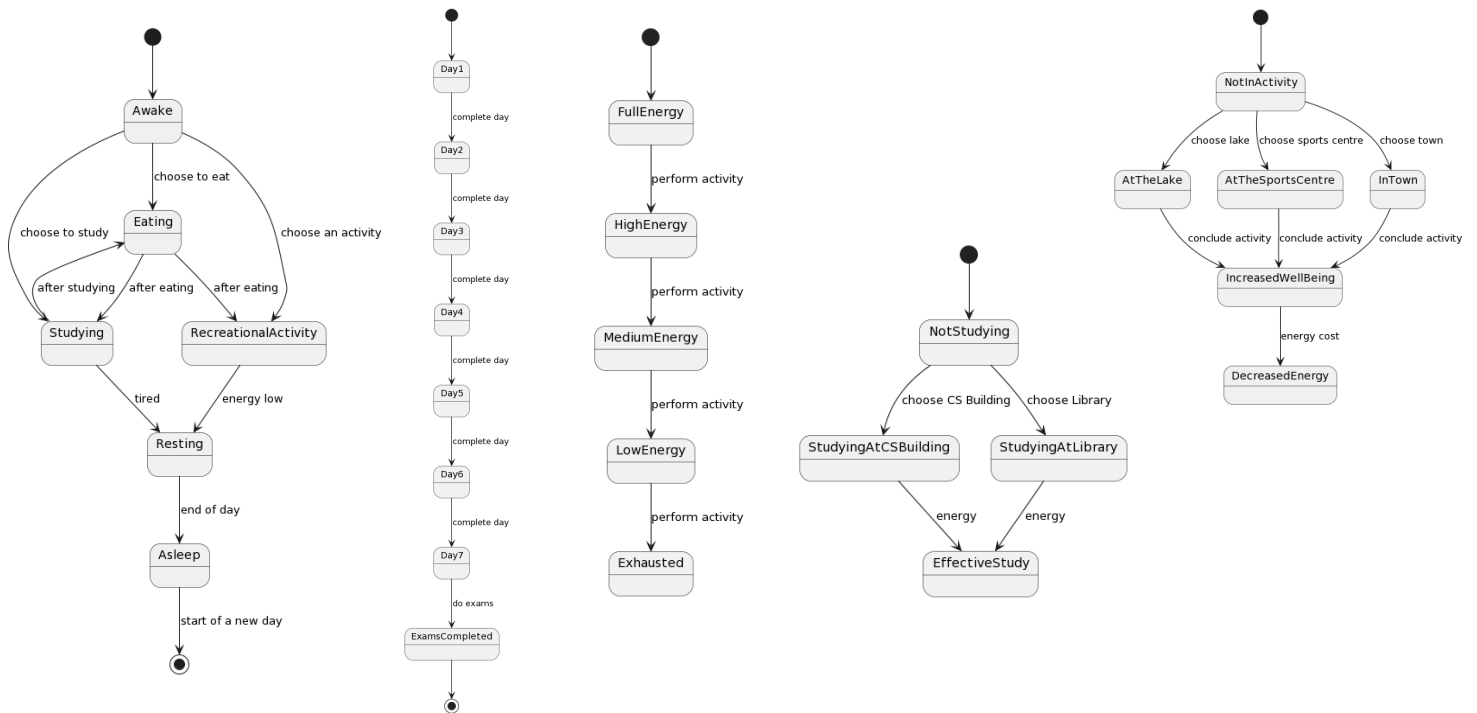 Awake
choose to eat
Eating
choose to study
choose an activity
after studying
after eating
after eating
Studying
RecreationalActivity
tired
energy low
Resting
end of day
Asleep
start of a new day
Day1
complete day
Day2
complete day
Day3
complete day
Day4
complete day
Day5
complete day
Day6
complete day
Day7
do exams
ExamsCompleted
FullEnergy
perform activity
HighEnergy
perform activity
MediumEnergy
perform activity
LowEnergy
perform activity
Exhausted
NotStudying
choose CS Building
choose Library
StudyingAtCSBuilding
StudyingAtLibrary
energy
energy
EffectiveStudy
NotInActivity
choose lake
choose sports centre
choose town
AtTheLake
AtTheSportsCentre
InTown
conclude activity
conclude activity
conclude activity
IncreasedWellBeing
energy cost
DecreasedEnergy